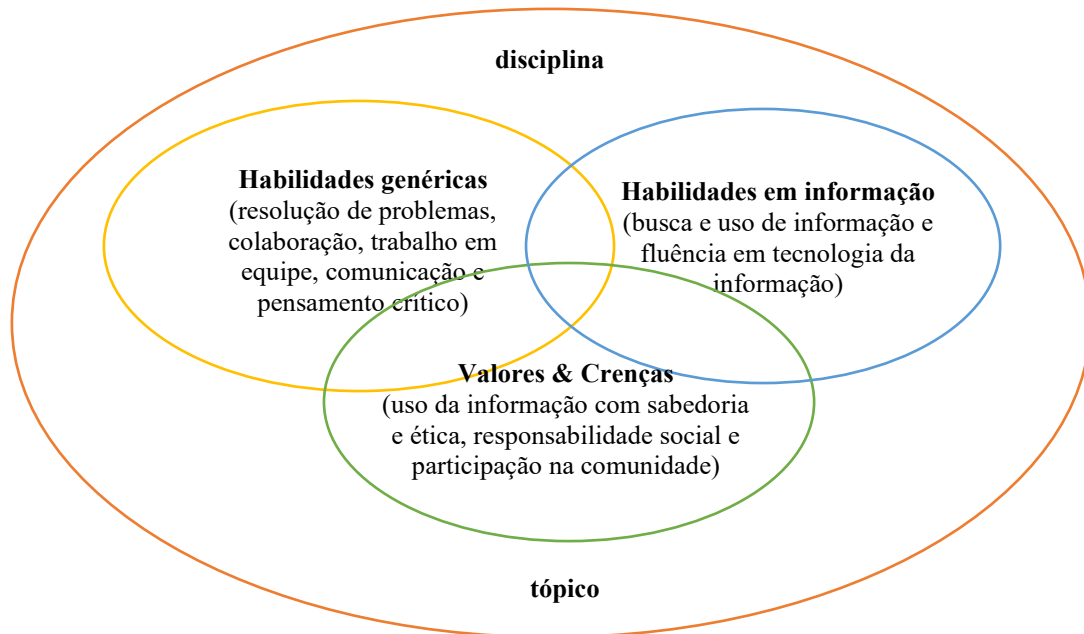 disciplina
Habilidades genéricas
(resolução de problemas,
colaboração, trabalho em
equipe, comunicação e
pensamento crítico)
Habilidades em informação
(busca e uso de informação e
fluência em tecnologia da
informação)
Valores & Crenças
(uso da informação com sabedoria
e ética, responsabilidade social e
participação na comunidade)
tópico